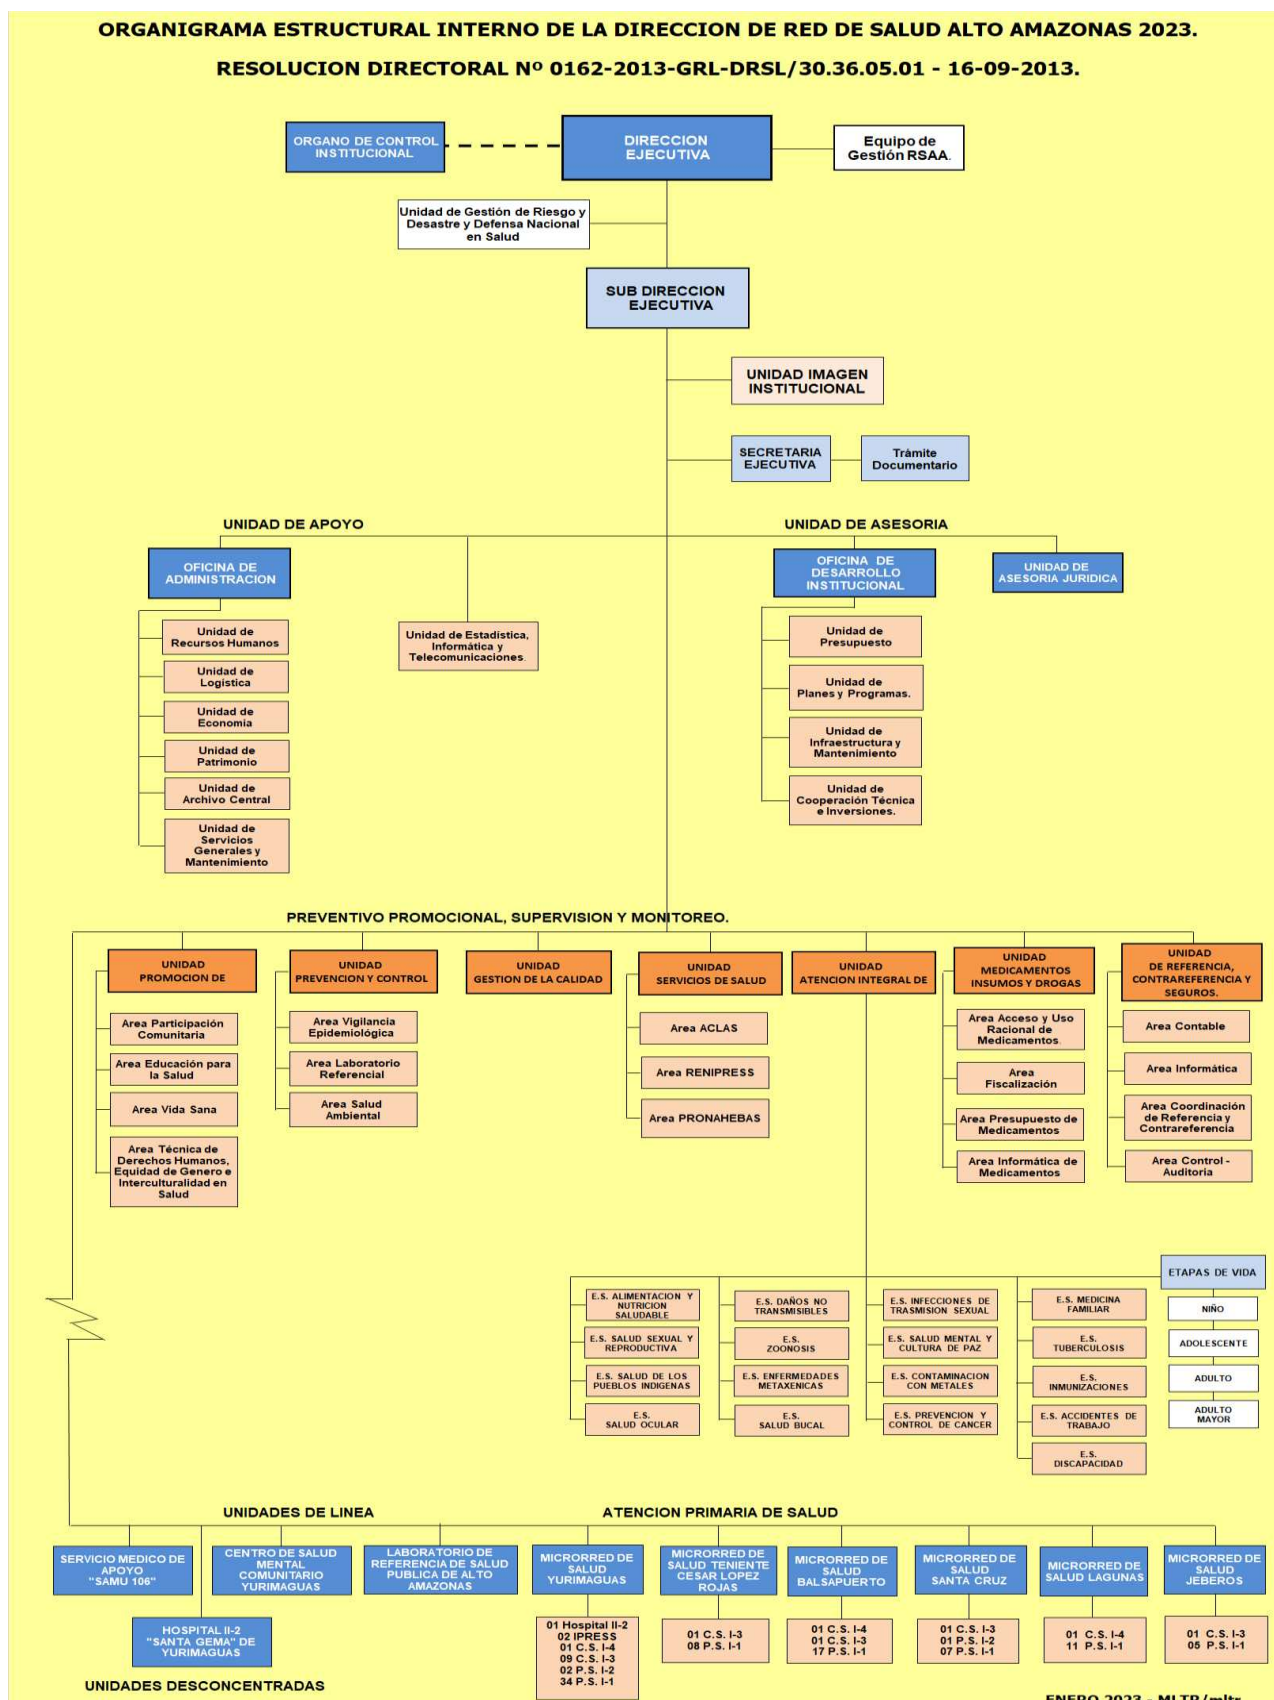 ORGANIGRAMA ESTRUCTURAL INTERNO DE LA DIRECCION DE RED DE SALUD ALTO AMAZONAS 2023.
RESOLUCION DIRECTORAL Nº 0162-2013-GRL-DRSL/30.36.05.01 - 16-09-2013.
ORGANO DE CONTROL
INSTITUCIONAL
DIRECCION
EJECUTIVA
Equipo de
Gestión RSAA.
Unidad de Gestión de Riesgo y
Desastre y Defensa Nacional
en Salud
SUB DIRECCION
EJECUTIVA
UNIDAD IMAGEN
INSTITUCIONAL
SECRETARIA
EJECUTIVA
Trámite
Documentario
UNIDAD DE APOYO
UNIDAD DE ASESORIA
OFICINA DE
ADMINISTRACION
OFICINA DE
DESARROLLO
INSTITUCIONAL
UNIDAD DE
ASESORIA JURIDICA
Unidad de
Recursos Humanos
Unidad de
Logística
Unidad de
Economía
Unidad de
Patrimonio
Unidad de
Archivo Central
Unidad de
Servicios
Generales y
Mantenimiento
Unidad de Estadística,
Informática y
Telecomunicaciones.
Unidad de
Presupuesto
Unidad de
Planes y Programas.
Unidad de
Infraestructura y
Mantenimiento
Unidad de
Cooperación Técnica
e Inversiones.
PREVENTIVO PROMOCIONAL, SUPERVISION Y MONITOREO.
UNIDAD
PROMOCION DE
UNIDAD
PREVENCION Y CONTROL
UNIDAD
GESTION DE LA CALIDAD
UNIDAD
SERVICIOS DE SALUD
UNIDAD
ATENCION INTEGRAL DE
UNIDAD
MEDICAMENTOS
INSUMOS Y DROGAS
UNIDAD
DE REFERENCIA,
CONTRAREFERENCIA Y
SEGUROS.
Area Participación
Comunitaria
Area Educación para
la Salud
Area Vida Sana
Area Técnica de
Derechos Humanos,
Equidad de Genero e
Interculturalidad en
Salud
Area Vigilancia
Epidemiológica
Area Laboratorio
Referencial
Area Salud
Ambiental
Area ACLAS
Area RENIPRESS
Area PRONAHEBAS
Area Acceso y Uso
Racional de
Medicamentos.
Area
Fiscalización
Area Presupuesto de
Medicamentos
Area Informática de
Medicamentos
Area Contable
Area Informática
Area Coordinación
de Referencia y
Contrareferencia
Area Control -
Auditoria
E.S. ALIMENTACION Y
NUTRICION
SALUDABLE
E.S. SALUD SEXUAL Y
REPRODUCTIVA
E.S. SALUD DE LOS
PUEBLOS INDIGENAS
E.S.
SALUD OCULAR
E.S. DAÑOS NO
TRANSMISIBLES
E.S.
ZOONOSIS
E.S. ENFERMEDADES
METAXENICAS
E.S.
SALUD BUCAL
E.S. INFECCIONES DE
TRASMISION SEXUAL
E.S. SALUD MENTAL Y
CULTURA DE PAZ
E.S. CONTAMINACION
CON METALES
E.S. PREVENCION Y
CONTROL DE CANCER
E.S. MEDICINA
FAMILIAR
E.S.
TUBERCULOSIS
E.S.
INMUNIZACIONES
E.S. ACCIDENTES DE
TRABAJO
E.S.
DISCAPACIDAD
ETAPAS DE VIDA
NIÑO
ADOLESCENTE
ADULTO
ADULTO
MAYOR
UNIDADES DE LINEA
ATENCION PRIMARIA DE SALUD
SERVICIO MEDICO DE
APOYO
"SAMU 106"
CENTRO DE SALUD
MENTAL
COMUNITARIO
YURIMAGUAS
LABORATORIO DE
REFERENCIA DE SALUD
PUBLICA DE ALTO
AMAZONAS
MICRORRED DE
SALUD
YURIMAGUAS
MICRORRED DE
SALUD TENIENTE
CESAR LOPEZ
ROJAS
MICRORRED DE
SALUD
BALSAPUERTO
MICRORRED DE
SALUD
SANTA CRUZ
MICRORRED DE
SALUD LAGUNAS
MICRORRED DE
SALUD
JEBEROS
HOSPITAL II-2
"SANTA GEMA" DE
YURIMAGUAS
01 Hospital II-2
02 IPRESS
01 C.S. I-4
09 C.S. I-3
02 P.S. I-2
34 P.S. I-1
01 C.S. I-3
08 P.S. I-1
01 C.S. I-4
01 C.S. I-3
17 P.S. I-1
01 C.S. I-3
01 P.S. I-2
07 P.S. I-1
01 C.S. I-4
11 P.S. I-1
01 C.S. I-3
05 P.S. I-1
UNIDADES DESCONCENTRADAS
ENERO 2023 - MLTR/mltr